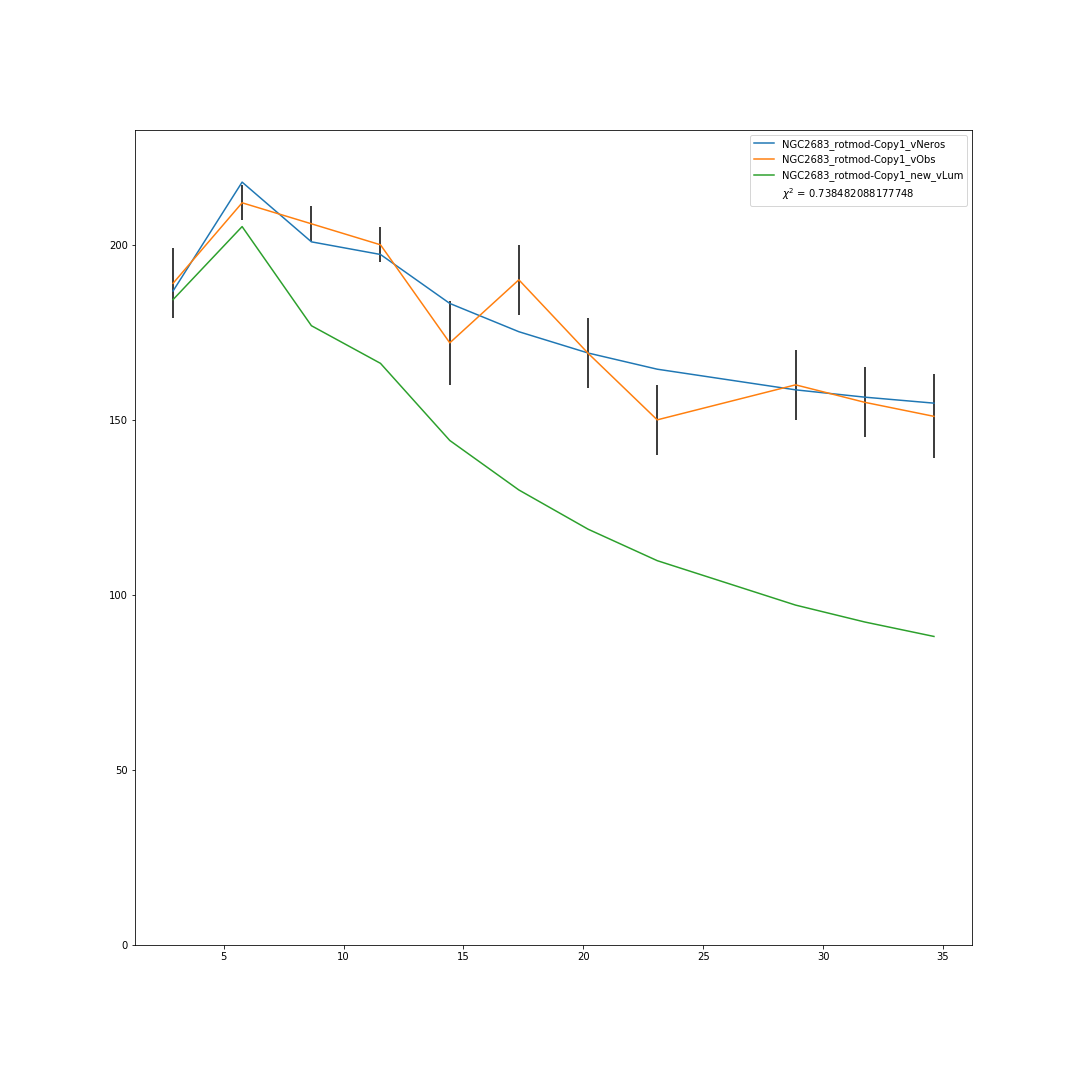 NGC2683_rotmod-Copy1_vNeros
NGC2683_rotmod-Copy1_vObs
NGC2683_rotmod-Copy1_new_vLum
χ² = 0.738482088177748
200
150
100
50
0
5 10 15 20 25 30 35